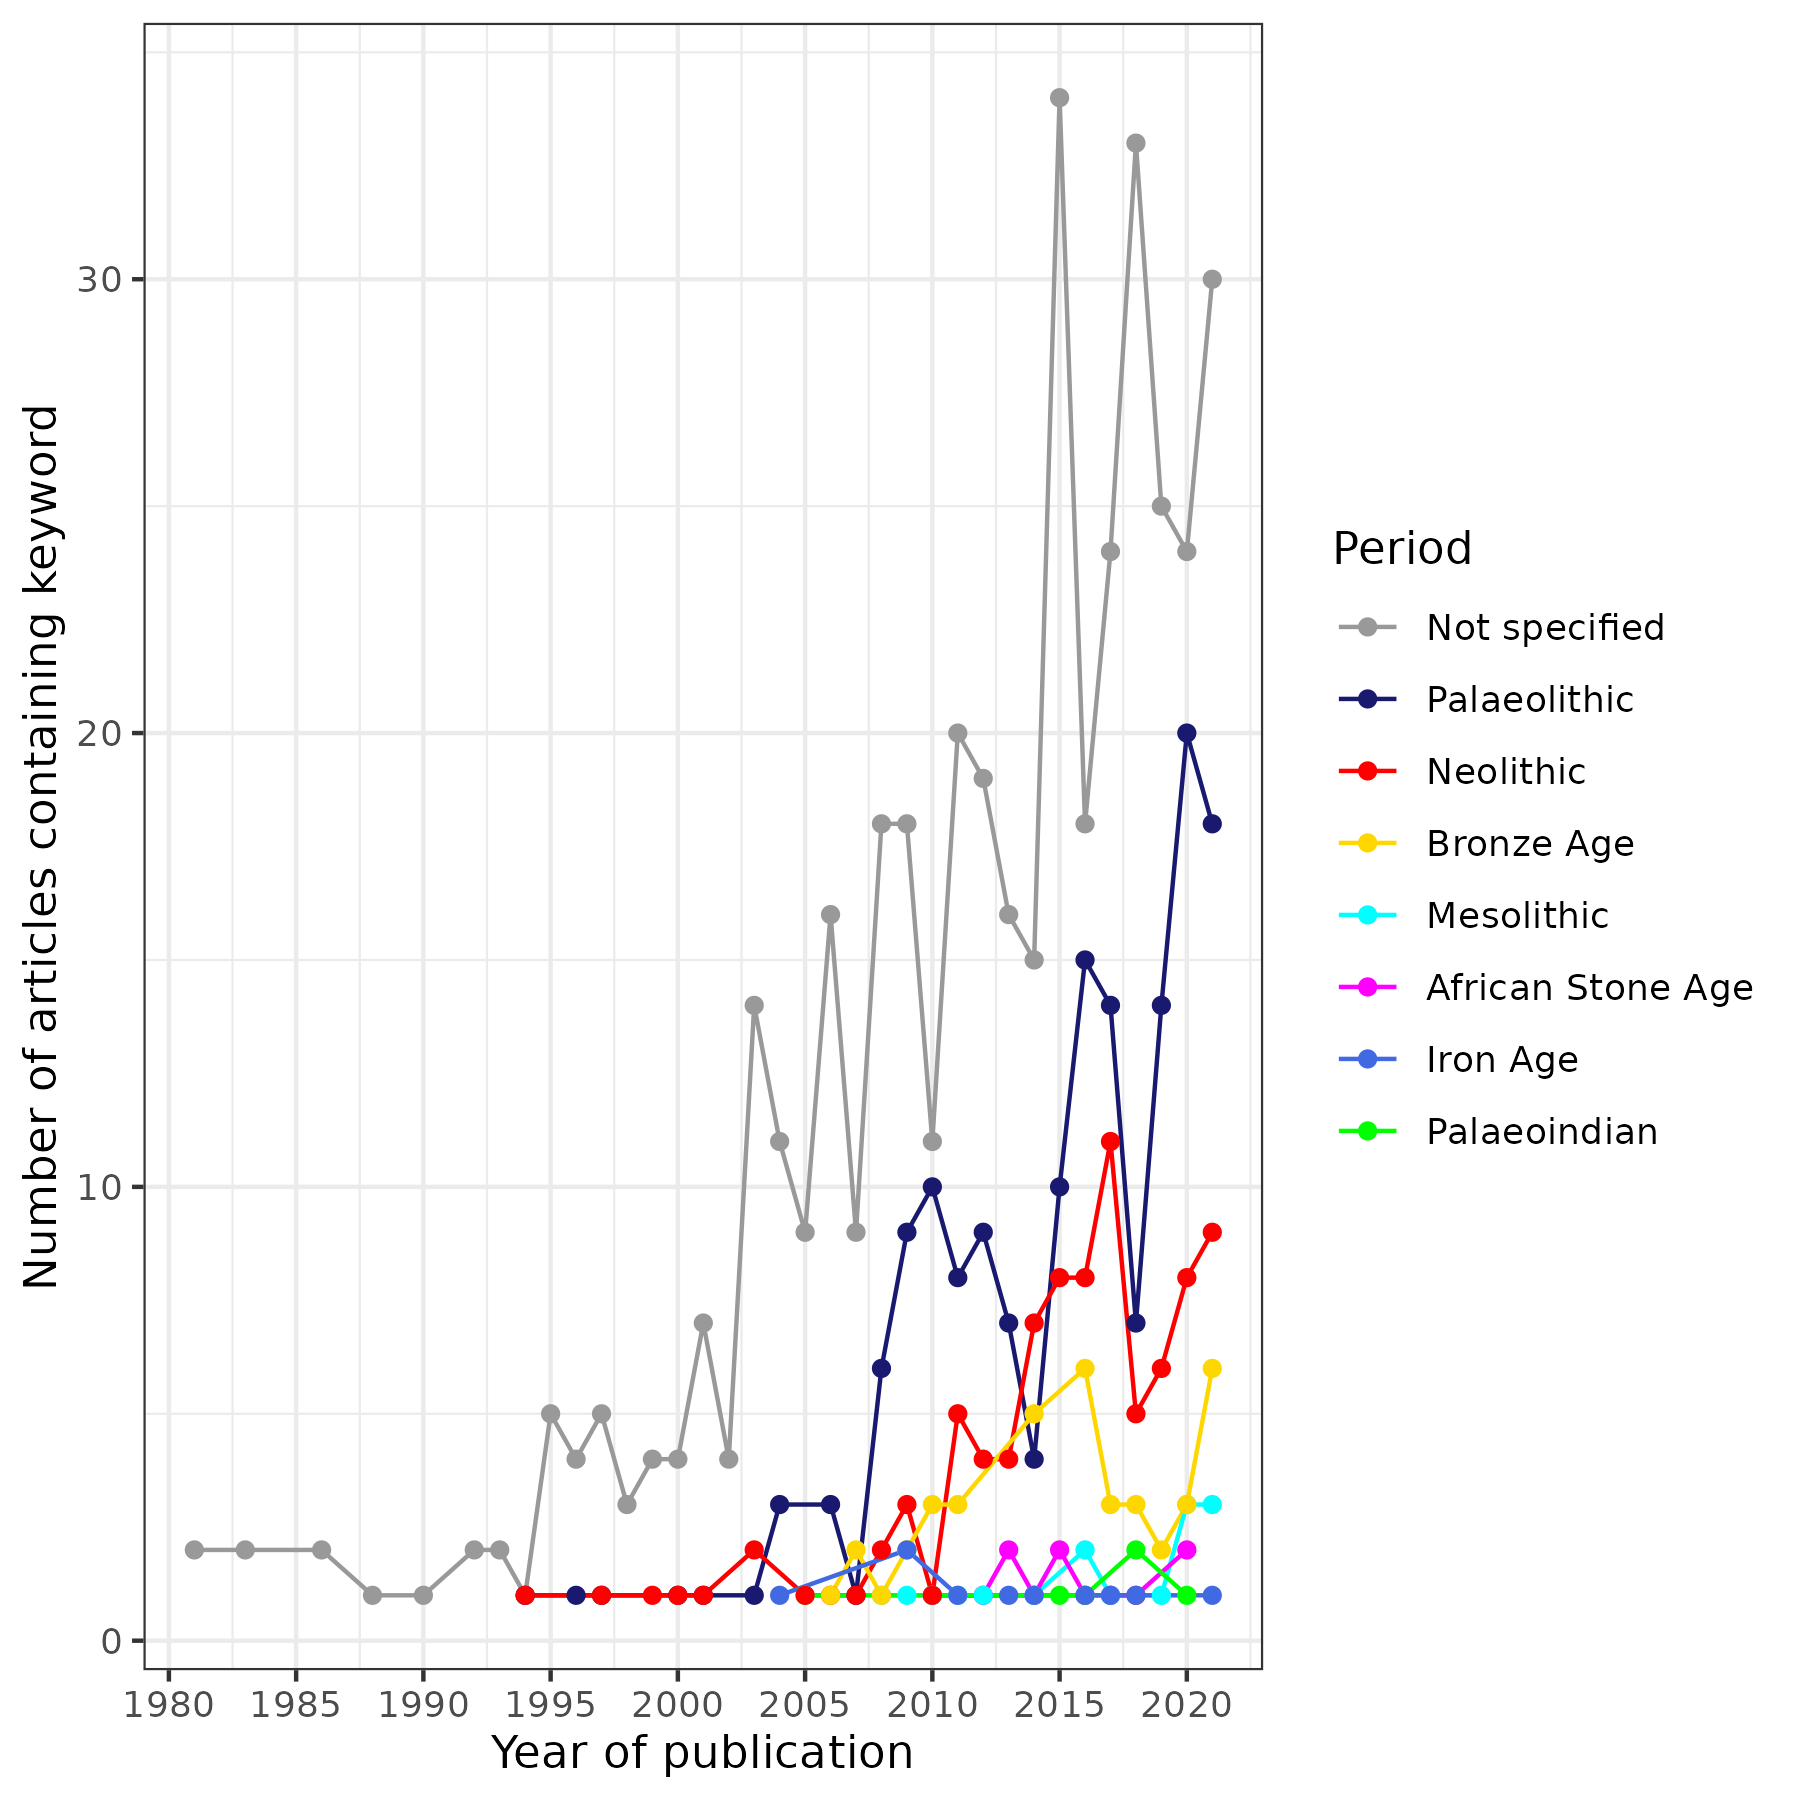 Number of articles containing keyword
30
20
10
0
1980 1985 1990 1995 2000 2005 2010 2015 2020
Year of publication
Period
Not specified
Palaeolithic
Neolithic
Bronze Age
Mesolithic
African Stone Age
Iron Age
Palaeoindian